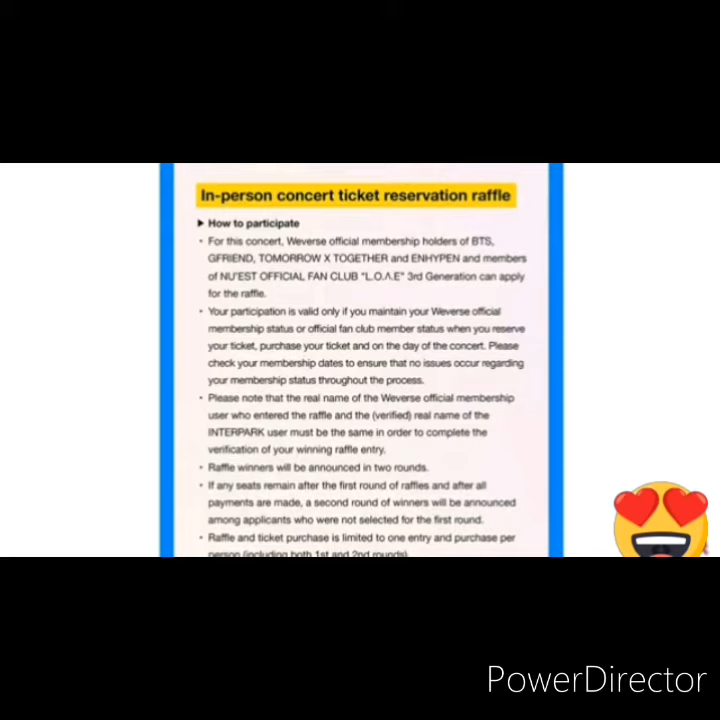 In-person concert ticket reservation raffle
▶ How to participate
• For this concert, Weverse official membership holders of BTS,
GFRIEND, TOMORROW X TOGETHER and ENHYPEN and members
of NU'EST OFFICIAL FAN CLUB "L.O.Λ.E" 3rd Generation can apply
for the raffle.
• Your participation is valid only if you maintain your Weverse official
membership status or official fan club member status when you reserve
your ticket, purchase your ticket and on the day of the concert. Please
check your membership dates to ensure that no issues occur regarding
your membership status throughout the process.
• Please note that the real name of the Weverse official membership
user who entered the raffle and the (verified) real name of the
INTERPARK user must be the same in order to complete the
verification of your winning raffle entry.
• Raffle winners will be announced in two rounds.
• If any seats remain after the first round of raffles and after all
payments are made, a second round of winners will be announced
among applicants who were not selected for the first round.
• Raffle and ticket purchase is limited to one entry and purchase per
person (including both 1st and 2nd rounds).
PowerDirector